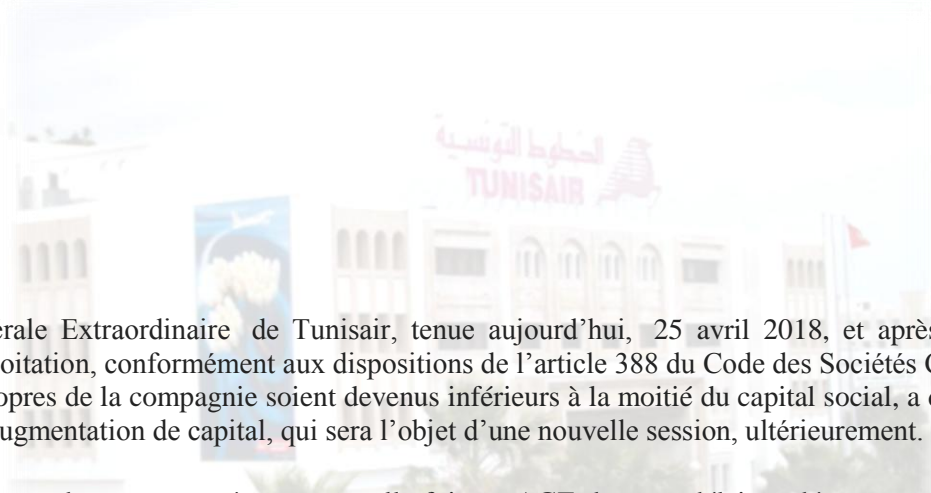 الخطوط التونسية
TUNISAIR
érale Extraordinaire de Tunisair, tenue aujourd’hui, 25 avril 2018, et après
oitation, conformément aux dispositions de l’article 388 du Code des Sociétés C
opres de la compagnie soient devenus inférieurs à la moitié du capital social, a
ugmentation de capital, qui sera l’objet d’une nouvelle session, ultérieurement.